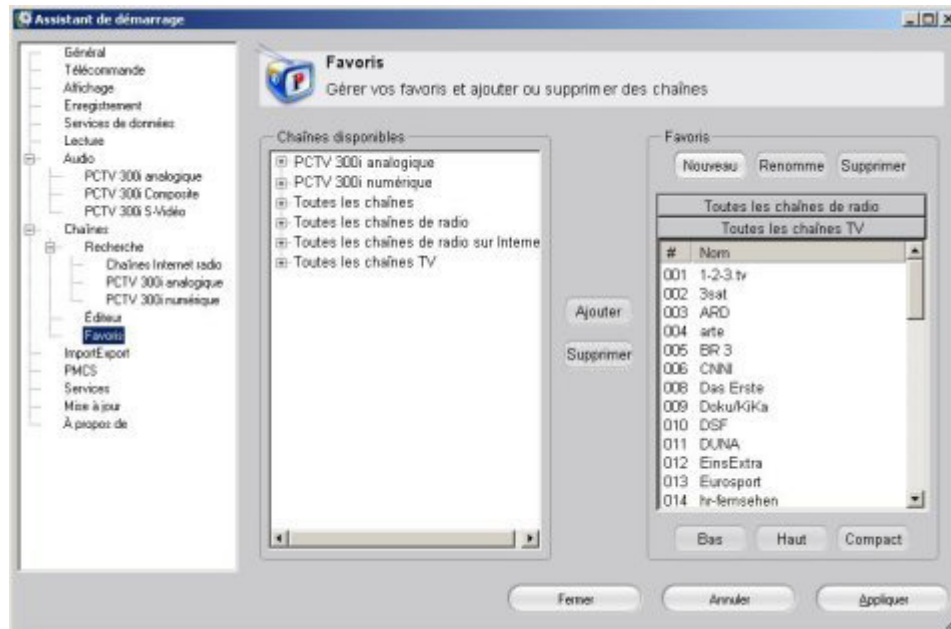 Assistant de démarrage
Général
Télécommande
Affichage
Enregistrement
Services de données
Lecture
Audio
PCTV 300i analogique
PCTV 300i Composite
PCTV 300i S-Vidéo
Chaînes
Recherche
Chaînes Internet radio
PCTV 300i analogique
PCTV 300i numérique
Éditeur
Favoris
ImportExport
PMCS
Services
Mise à jour
À propos de
Favoris
Gérer vos favoris et ajouter ou supprimer des chaînes
Chaînes disponibles
PCTV 300i analogique
PCTV 300i numérique
Toutes les chaînes
Toutes les chaînes de radio
Toutes les chaînes de radio sur Interne
Toutes les chaînes TV
Ajouter
Supprimer
Favoris
Nouveau Renomme Supprimer
Toutes les chaînes de radio
Toutes les chaînes TV
# Nom
001 1-2-3.tv
002 3sat
003 ARD
004 arte
005 BR 3
006 CNNI
008 Das Erste
009 Doku/KiKa
010 DSF
011 DUNA
012 EinsExtra
013 Eurosport
014 hr-fernsehen
Bas Haut Compact
Fermer Annuler Appliquer